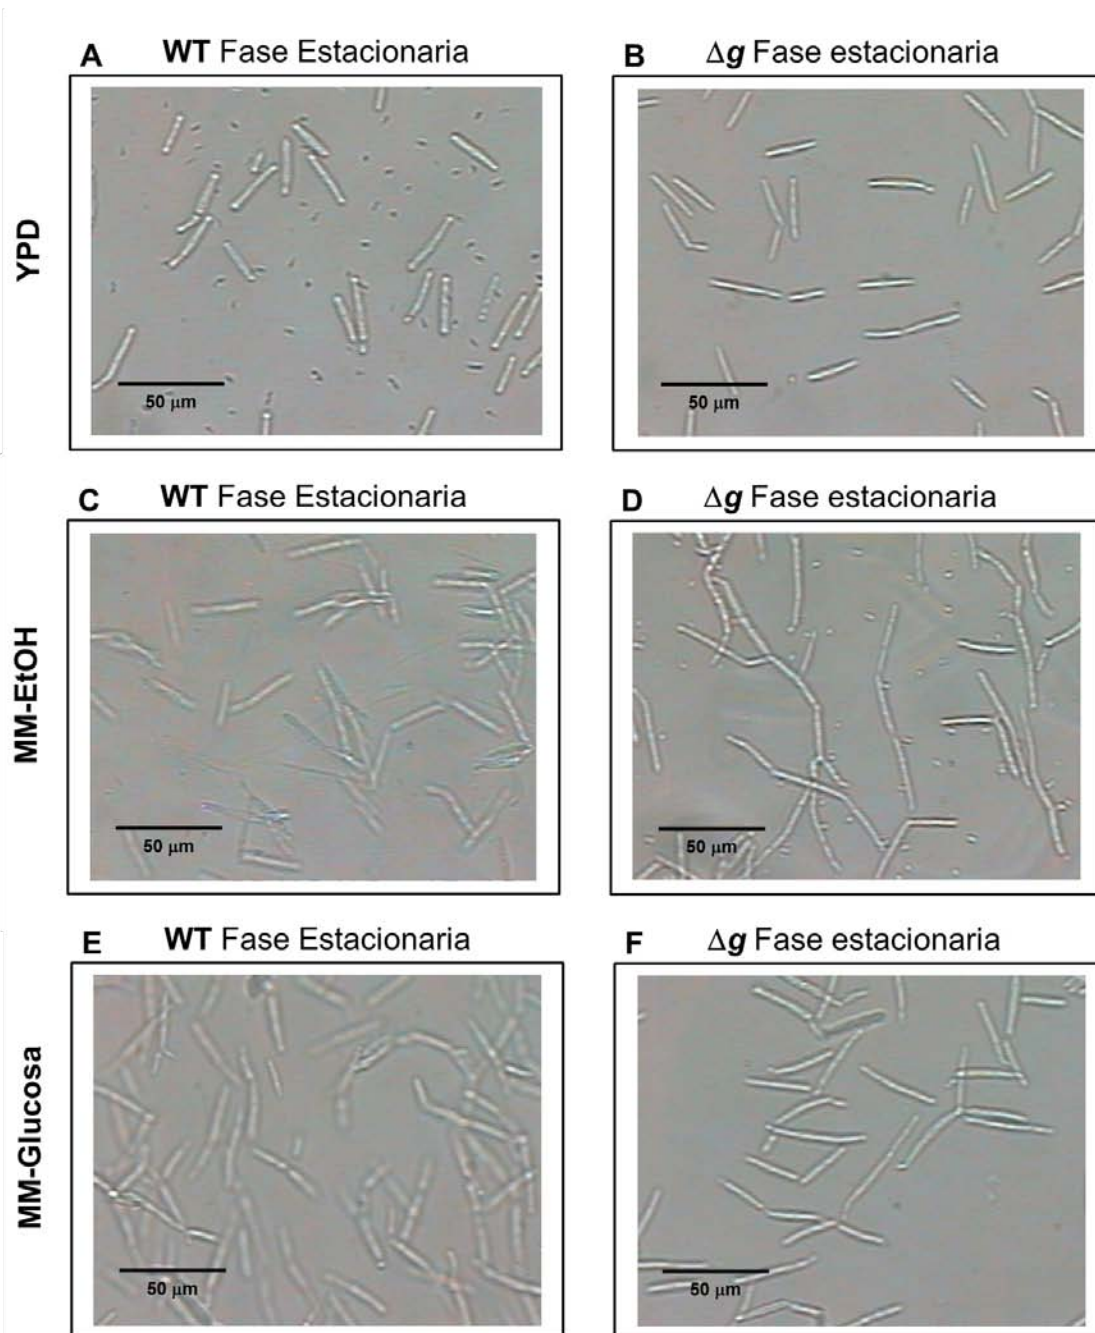 A WT Fase Estacionaria
B Δg Fase estacionaria
YPD
50 μm
50 μm
C WT Fase Estacionaria
D Δg Fase estacionaria
MM-EtOH
50 μm
50 μm
E WT Fase Estacionaria
F Δg Fase estacionaria
MM-Glucosa
50 μm
50 μm